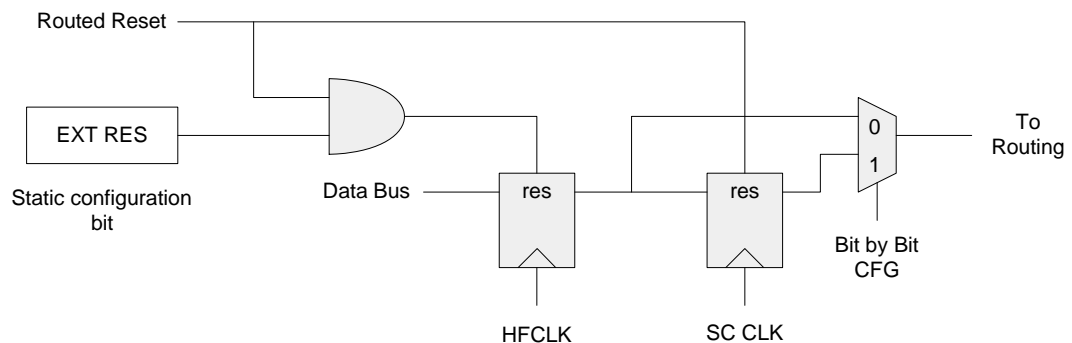 Routed Reset
EXT RES
Static configuration
bit
Data Bus
res
res
0
1
To
Routing
Bit by Bit
CFG
HFCLK
SC CLK